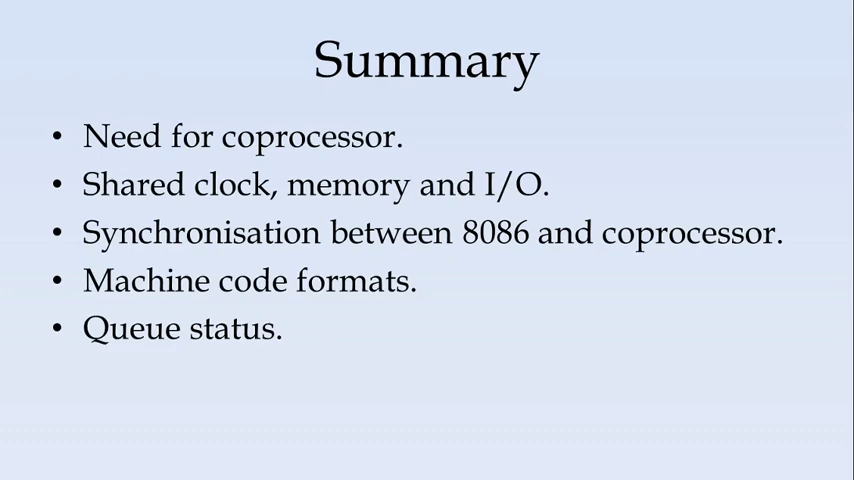 Summary
• Need for coprocessor.
• Shared clock, memory and I/O.
• Synchronisation between 8086 and coprocessor.
• Machine code formats.
• Queue status.